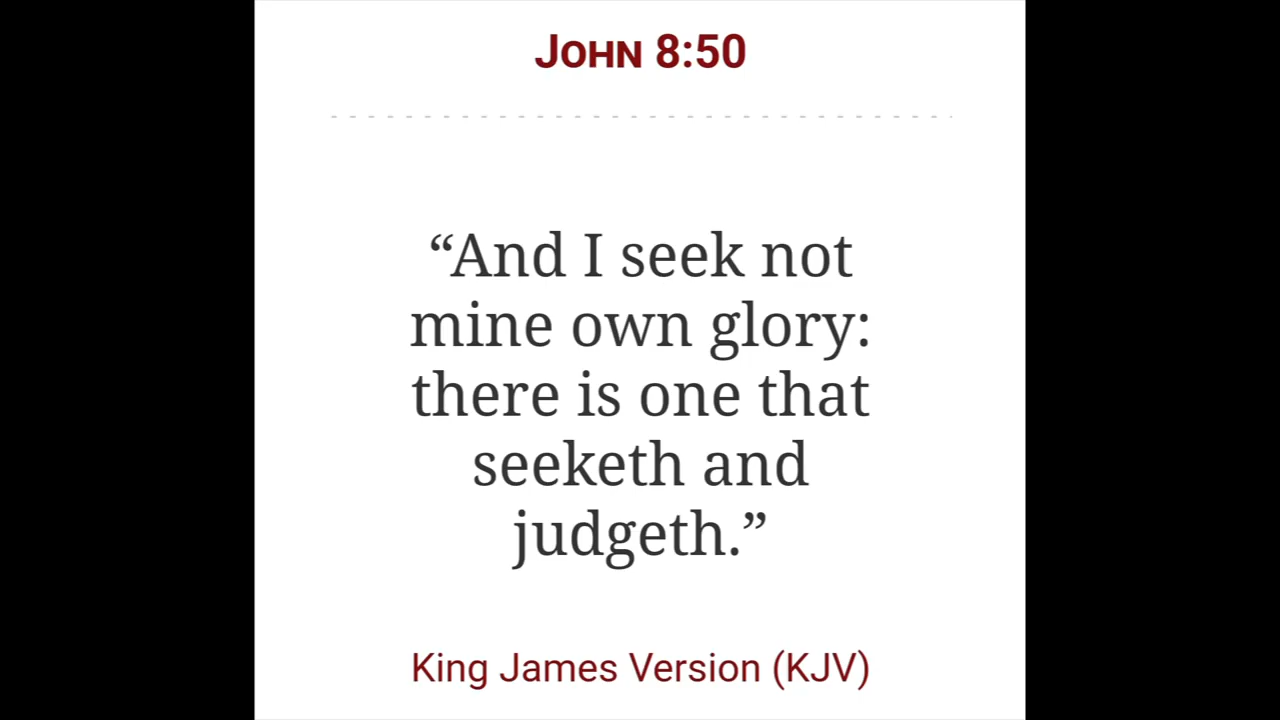 John 8:50
“And I seek not
mine own glory:
there is one that
seeketh and
judgeth.”
King James Version (KJV)